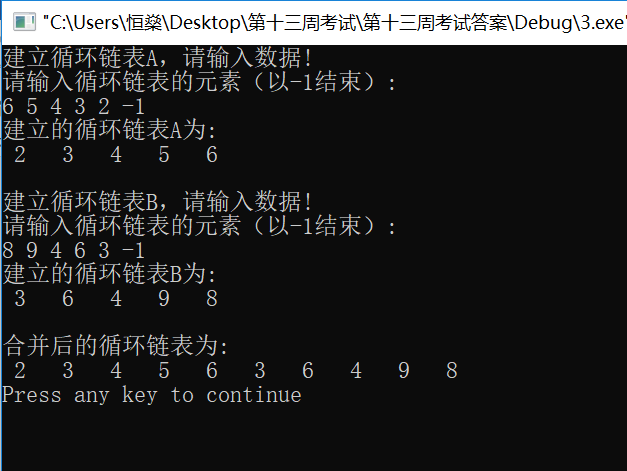 "C:\Users\恒燊\Desktop\第十三周考试\第十三周考试答案\Debug\3.exe"
建立循环链表A，请输入数据！
请输入循环链表的元素（以-1结束）:
6 5 4 3 2 -1
建立的循环链表A为:
2 3 4 5 6
建立循环链表B，请输入数据！
请输入循环链表的元素（以-1结束）:
8 9 4 6 3 -1
建立的循环链表B为:
3 6 4 9 8
合并后的循环链表为:
2 3 4 5 6 3 6 4 9 8
Press any key to continue